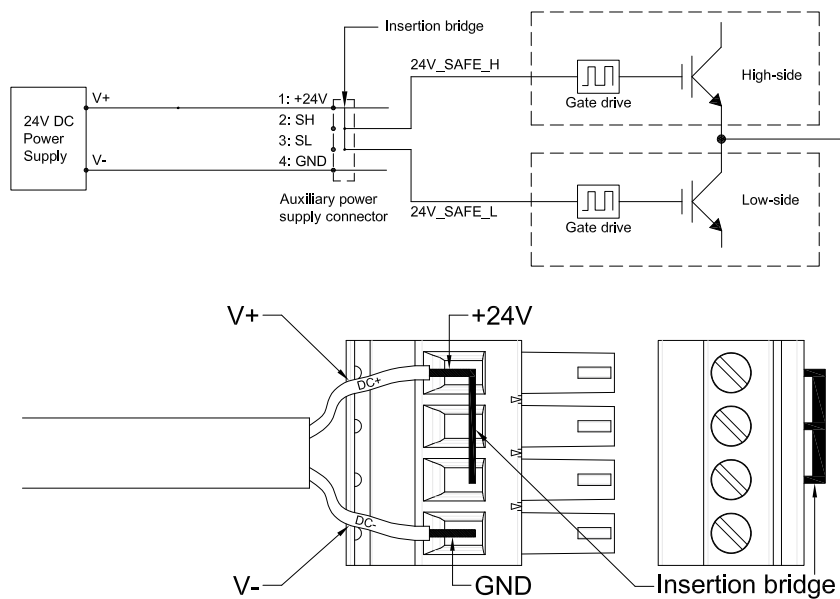 Insertion bridge
24V DC
Power
Supply
V+
V-
1: +24V
2: SH
3: SL
4: GND
Auxiliary power
supply connector
24V_SAFE_H
24V_SAFE_L
Gate drive
High-side
Gate drive
Low-side
V+
+24V
DC+
DC-
V-
GND
Insertion bridge